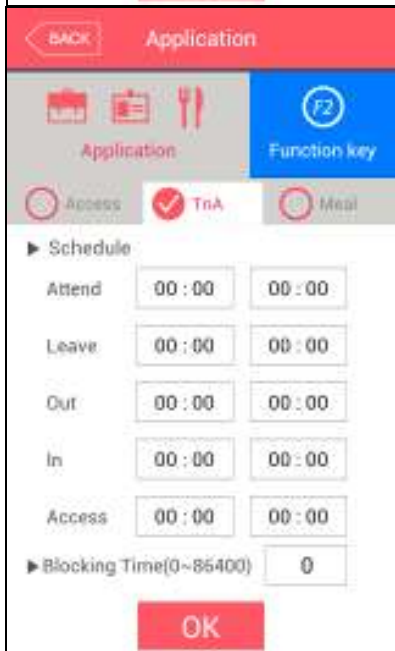 BACK Application
F2
Application Function key
Access TnA Meal
▶ Schedule
Attend 00 : 00 00 : 00
Leave 00 : 00 00 : 00
Out 00 : 00 00 : 00
In 00 : 00 00 : 00
Access 00 : 00 00 : 00
▶Blocking Time(0~86400) 0
OK